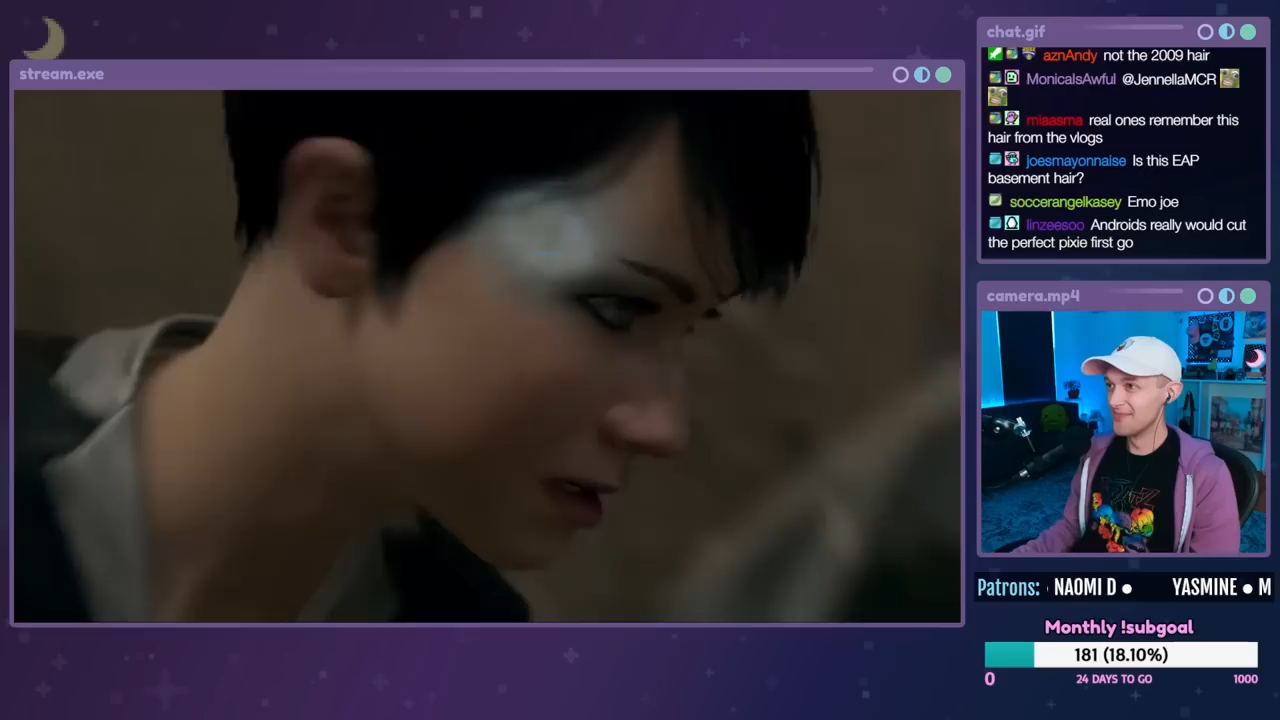 stream.exe
chat.gif
aznAndy not the 2009 hair
MonicaIsAwful @JennellaMCR
miaasma real ones remember this
hair from the vlogs
joesmayonnaise Is this EAP
basement hair?
soccerangelkasey Emo joe
linzeesoo Androids really would cut
the perfect pixie first go
camera.mp4
Patrons: NAOMI D ● YASMINE ● M
Monthly !subgoal
181 (18.10%)
0 24 DAYS TO GO 1000